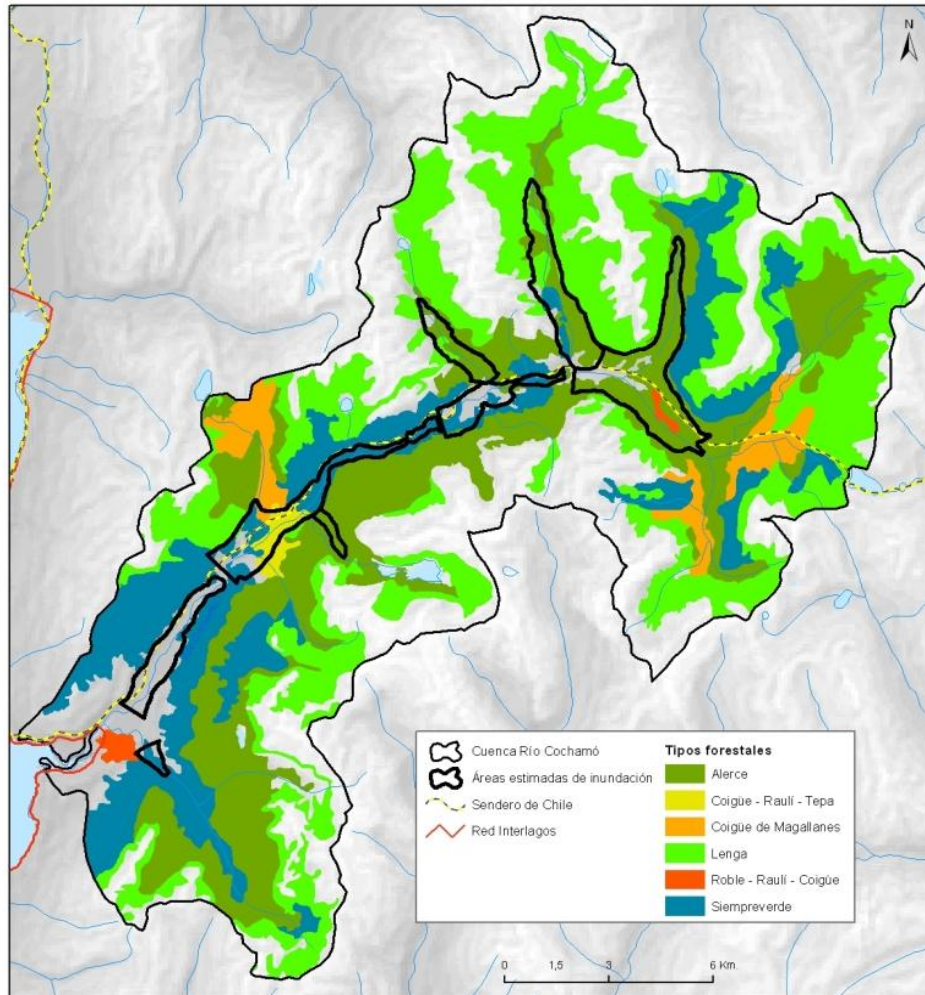 N
Cuenca Río Cochamó
Áreas estimadas de inundación
Sendero de Chile
Red Interlagos
Tipos forestales
Alerce
Coigüe - Raulí - Tepa
Coigüe de Magallanes
Lenga
Roble - Raulí - Coigüe
Siempreverde
0 1,5 3 6 Km.